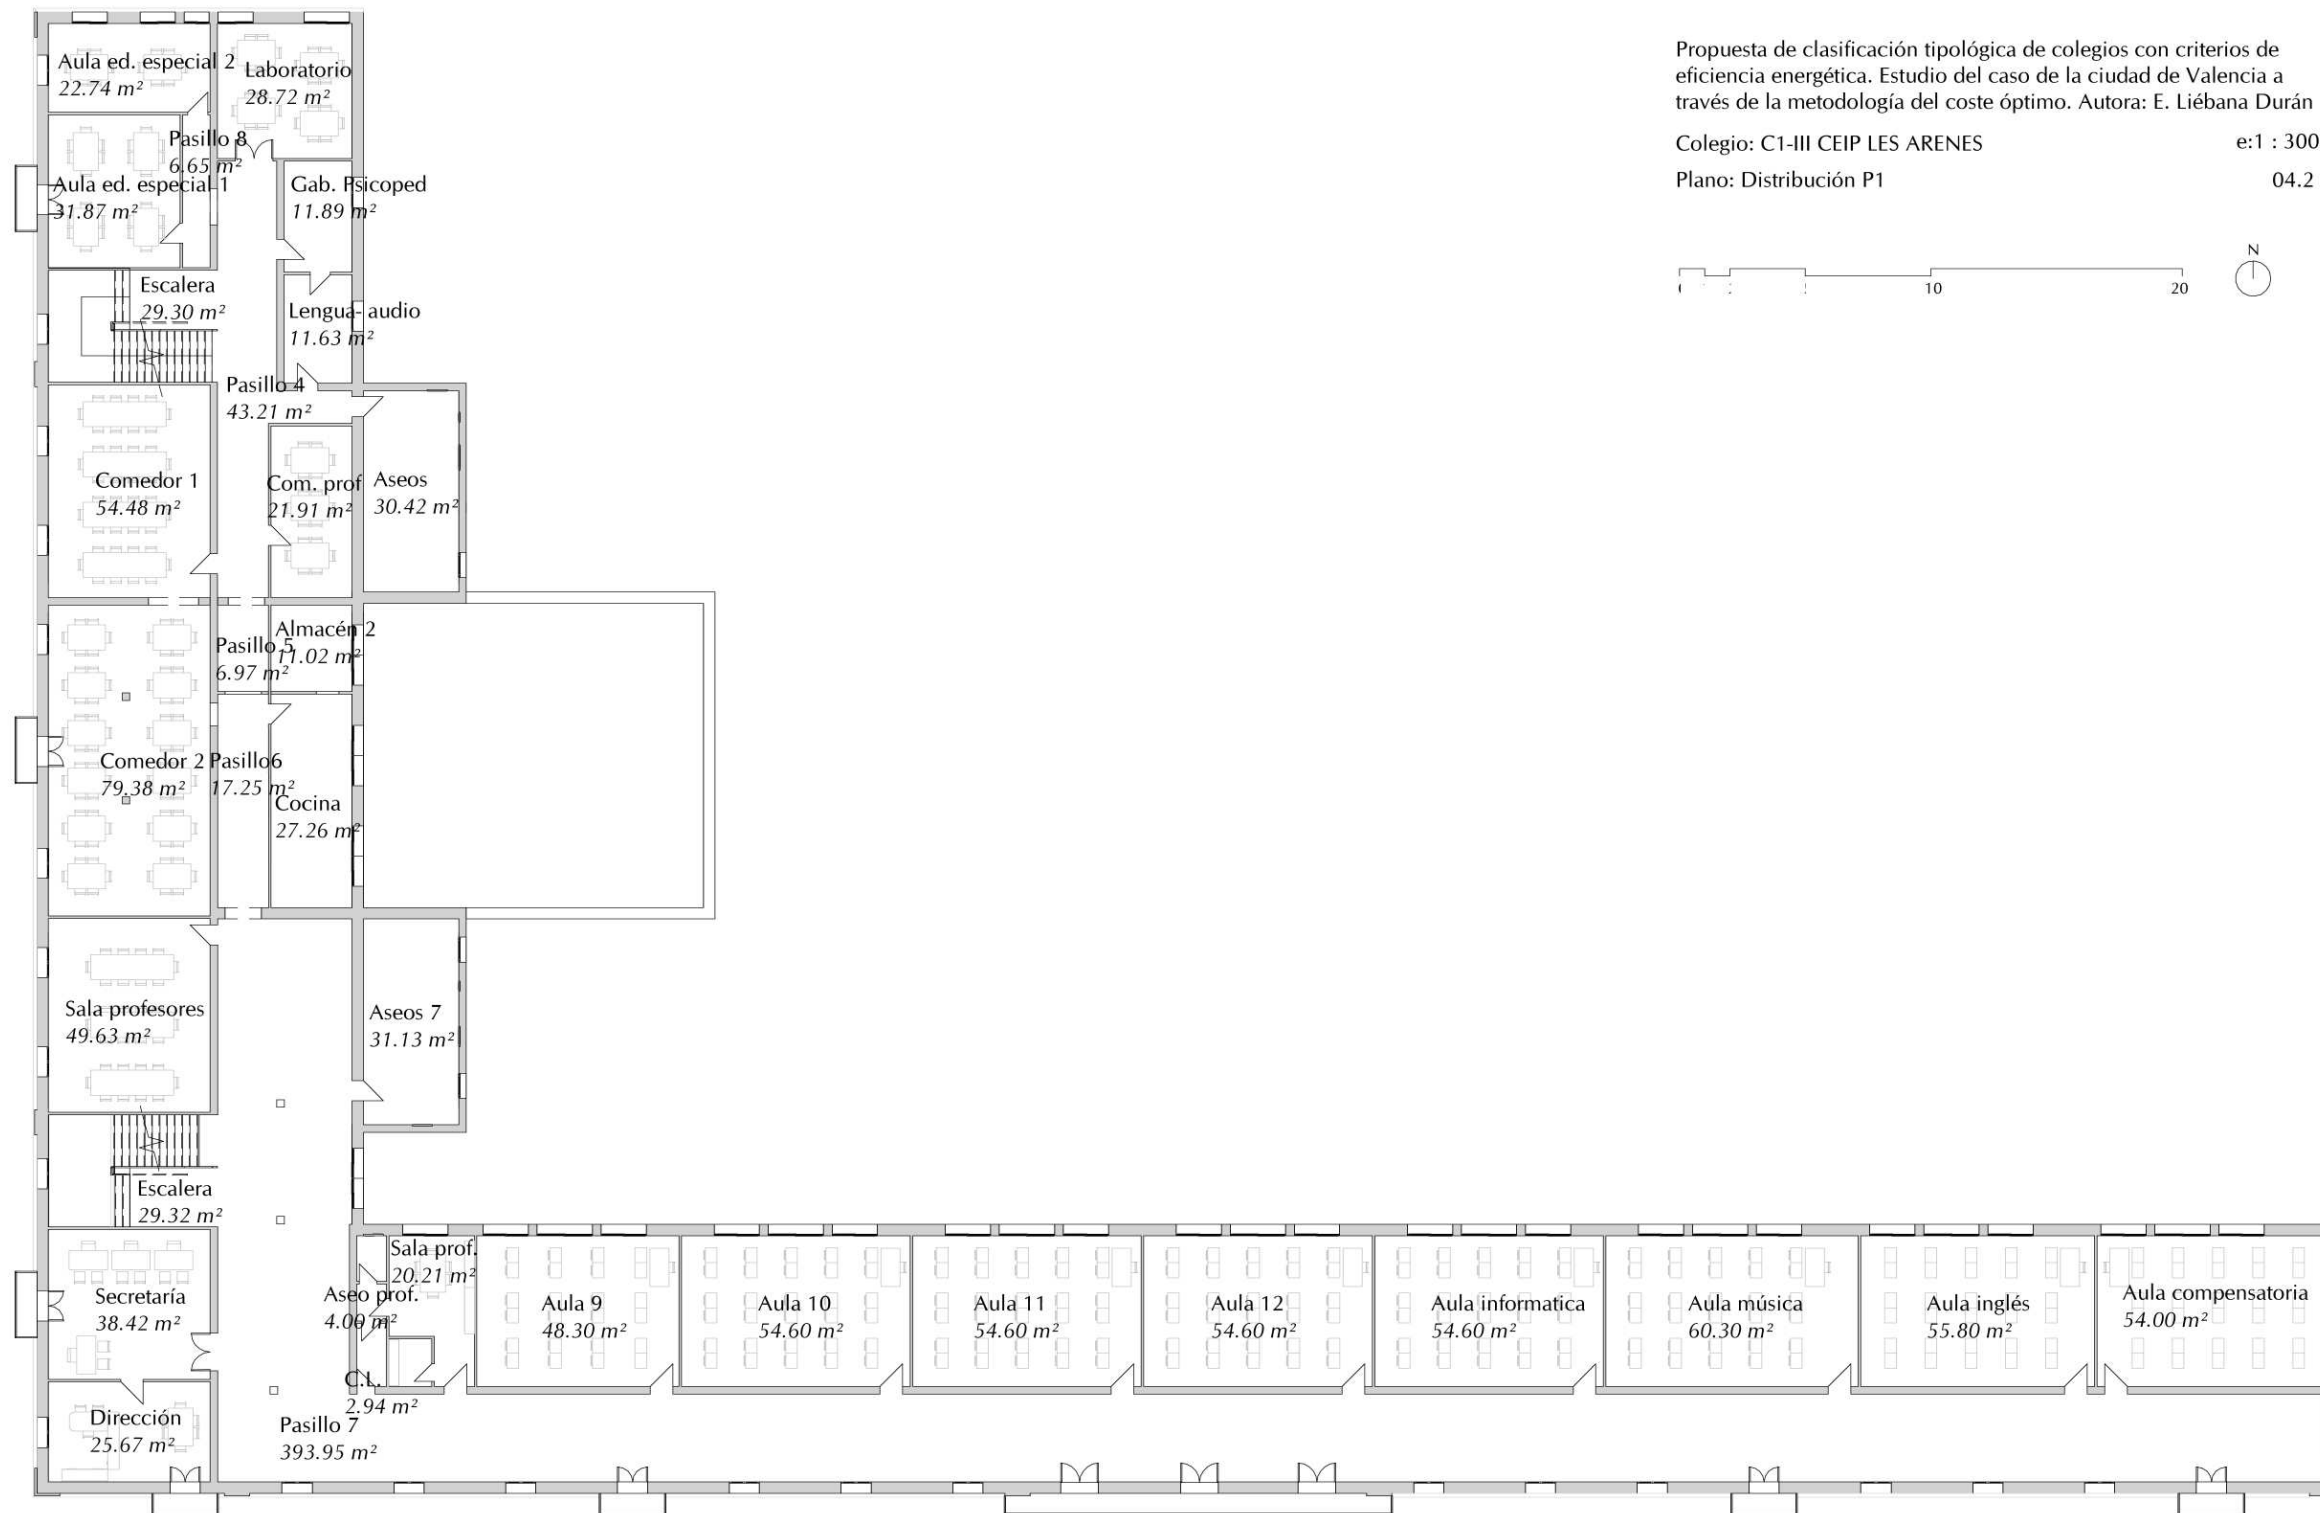 Propuesta de clasificación tipológica de colegios con criterios de
eficiencia energética. Estudio del caso de la ciudad de Valencia a
través de la metodología del coste óptimo. Autora: E. Liébana Durán
Colegio: C1-III CEIP LES ARENES
e:1 : 300
Plano: Distribución P1
04.2
N
10
20
Aula ed. especial 2
22.74 m²
Laboratorio
28.72 m²
Pasillo 8
6.65 m²
Aula ed. especial 1
31.87 m²
Gab. Psicoped
11.89 m²
Escalera
29.30 m²
Lengua- audio
11.63 m²
Pasillo 4
43.21 m²
Comedor 1
54.48 m²
Com. prof
21.91 m²
Aseos
30.42 m²
Almacén 2
11.02 m²
Pasillo 5
6.97 m²
Comedor 2
79.38 m²
Pasillo6
17.25 m²
Cocina
27.26 m²
Sala profesores
49.63 m²
Aseos 7
31.13 m²
Escalera
29.32 m²
Secretaría
38.42 m²
Dirección
25.67 m²
Sala prof.
20.21 m²
Aseo prof.
4.00 m²
C.L.
2.94 m²
Pasillo 7
393.95 m²
Aula 9
48.30 m²
Aula 10
54.60 m²
Aula 11
54.60 m²
Aula 12
54.60 m²
Aula informatica
54.60 m²
Aula música
60.30 m²
Aula inglés
55.80 m²
Aula compensatoria
54.00 m²